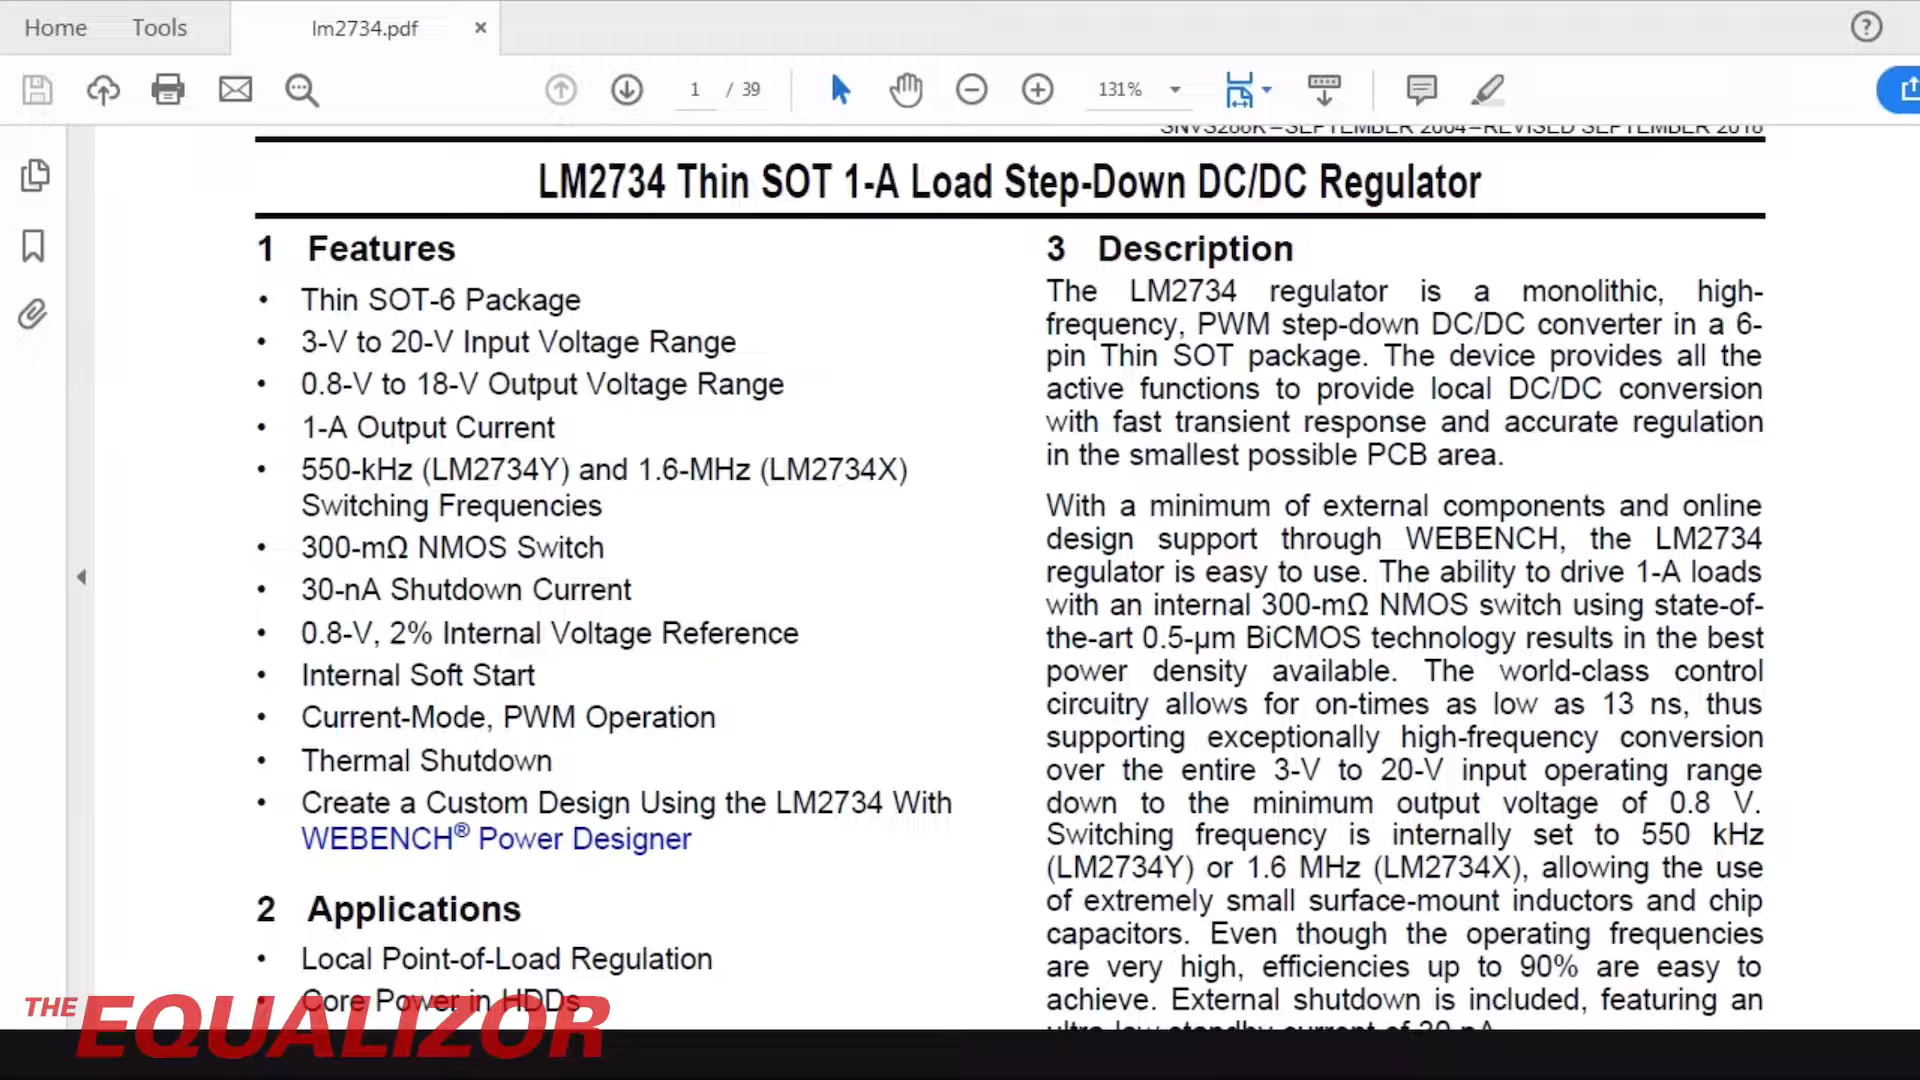 Home Tools lm2734.pdf ×
1 / 39 131%
SNVS288K – SEPTEMBER 2004 – REVISED SEPTEMBER 2018
LM2734 Thin SOT 1-A Load Step-Down DC/DC Regulator
1 Features
• Thin SOT-6 Package
• 3-V to 20-V Input Voltage Range
• 0.8-V to 18-V Output Voltage Range
• 1-A Output Current
• 550-kHz (LM2734Y) and 1.6-MHz (LM2734X)
Switching Frequencies
• 300-mΩ NMOS Switch
• 30-nA Shutdown Current
• 0.8-V, 2% Internal Voltage Reference
• Internal Soft Start
• Current-Mode, PWM Operation
• Thermal Shutdown
• Create a Custom Design Using the LM2734 With
WEBENCH® Power Designer
2 Applications
• Local Point-of-Load Regulation
• Core Power in HDDs
3 Description
The LM2734 regulator is a monolithic, high-
frequency, PWM step-down DC/DC converter in a 6-
pin Thin SOT package. The device provides all the
active functions to provide local DC/DC conversion
with fast transient response and accurate regulation
in the smallest possible PCB area.
With a minimum of external components and online
design support through WEBENCH, the LM2734
regulator is easy to use. The ability to drive 1-A loads
with an internal 300-mΩ NMOS switch using state-of-
the-art 0.5-μm BiCMOS technology results in the best
power density available. The world-class control
circuitry allows for on-times as low as 13 ns, thus
supporting exceptionally high-frequency conversion
over the entire 3-V to 20-V input operating range
down to the minimum output voltage of 0.8 V.
Switching frequency is internally set to 550 kHz
(LM2734Y) or 1.6 MHz (LM2734X), allowing the use
of extremely small surface-mount inductors and chip
capacitors. Even though the operating frequencies
are very high, efficiencies up to 90% are easy to
achieve. External shutdown is included, featuring an
ultra-low standby current of 30 nA
THE EQUALIZOR